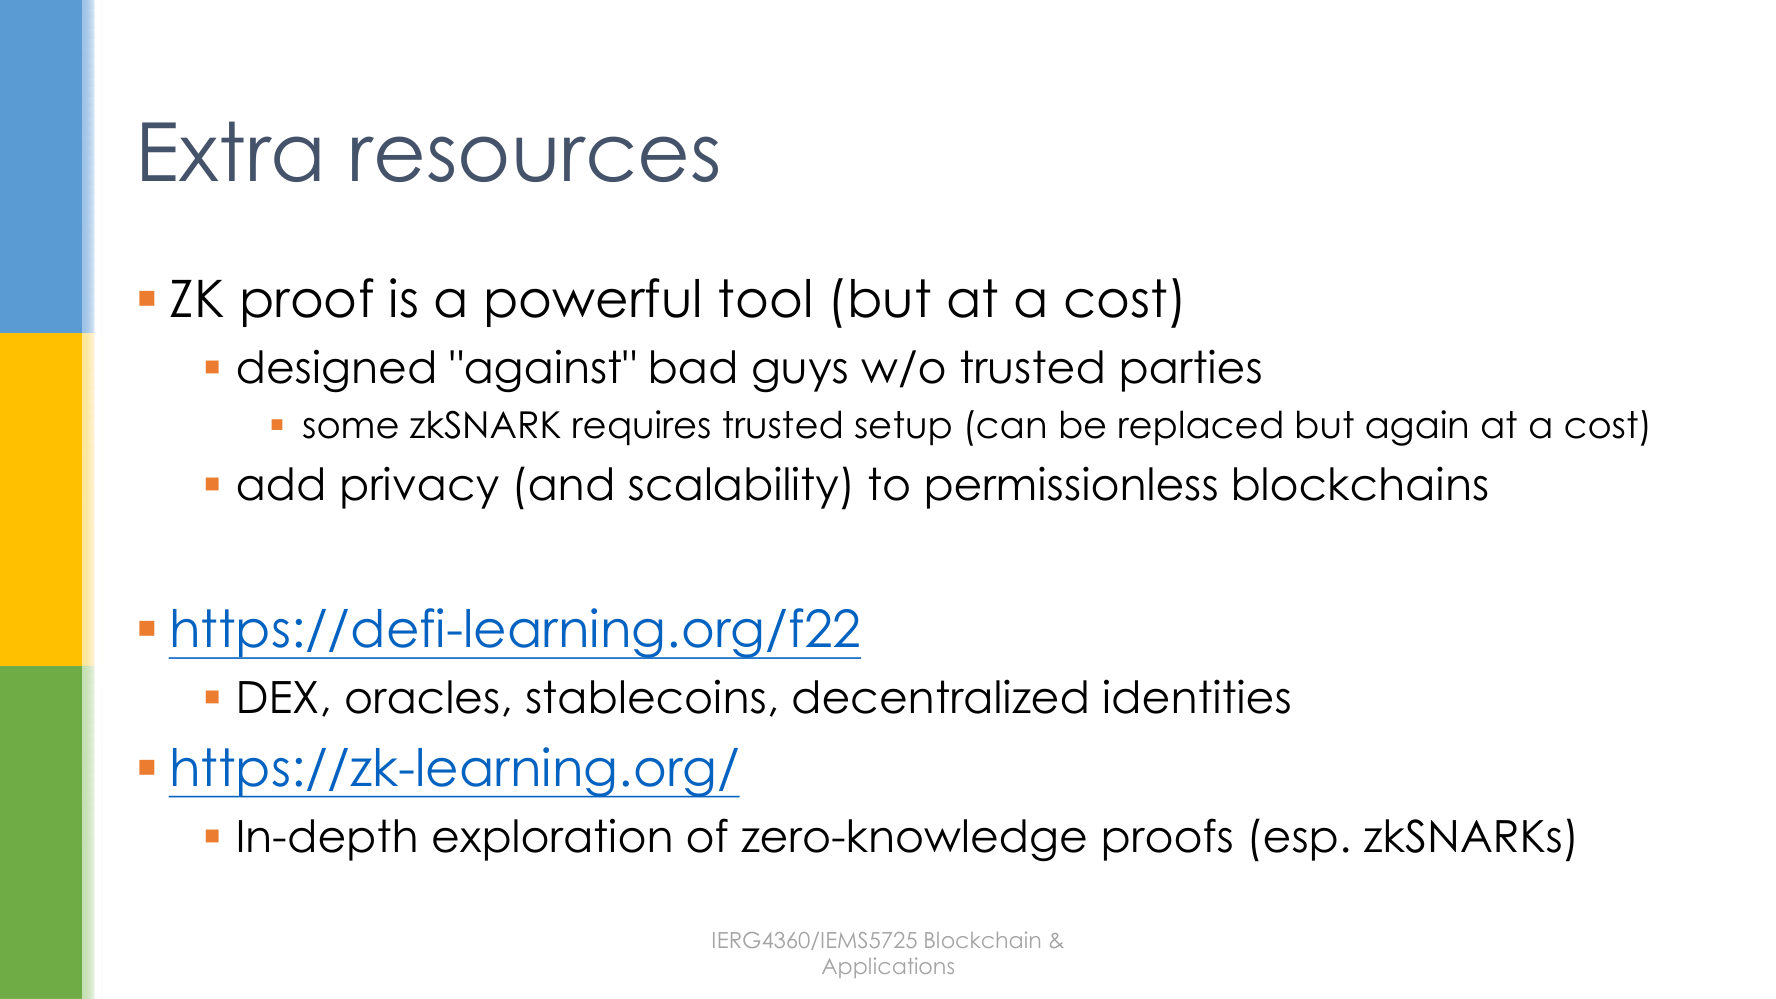 Extra resources
ZK proof is a powerful tool (but at a cost)
designed "against" bad guys w/o trusted parties
some zkSNARK requires trusted setup (can be replaced but again at a cost)
add privacy (and scalability) to permissionless blockchains
https://defi-learning.org/f22
DEX, oracles, stablecoins, decentralized identities
https://zk-learning.org/
In-depth exploration of zero-knowledge proofs (esp. zkSNARKs)
IERG4360/IEMS5725 Blockchain &
Applications